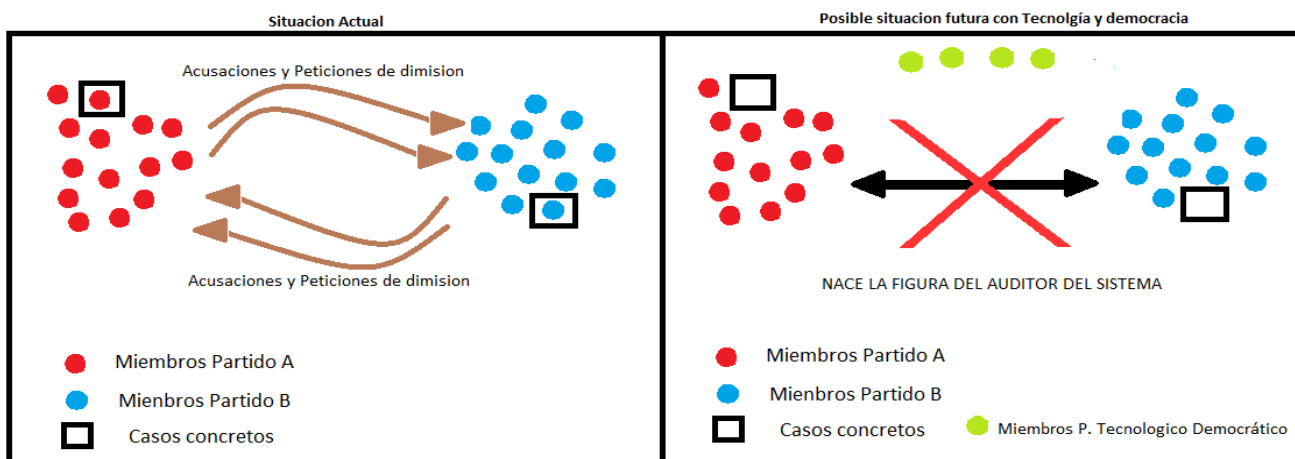 Situacion Actual
Posible situacion futura con Tecnolgía y democracia
Acusaciones y Peticiones de dimision
Acusaciones y Peticiones de dimision
Miembros Partido A
Mienbros Partido B
Casos concretos
NACE LA FIGURA DEL AUDITOR DEL SISTEMA
Miembros Partido A
Mienbros Partido B
Casos concretos
Miembros P. Tecnologico Democrático